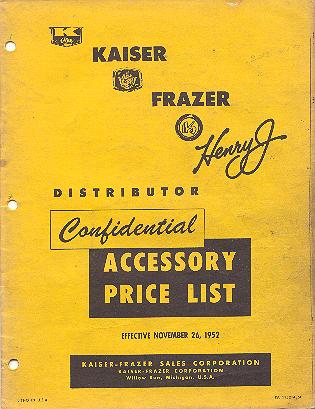 K
KAISER
FRAZER
Henry J
DISTRIBUTOR
Confidential
ACCESSORY
PRICE LIST
EFFECTIVE NOVEMBER 26, 1952
KAISER-FRAZER SALES CORPORATION
KAISER-FRAZER CORPORATION
Willow Run, Michigan, U.S.A.